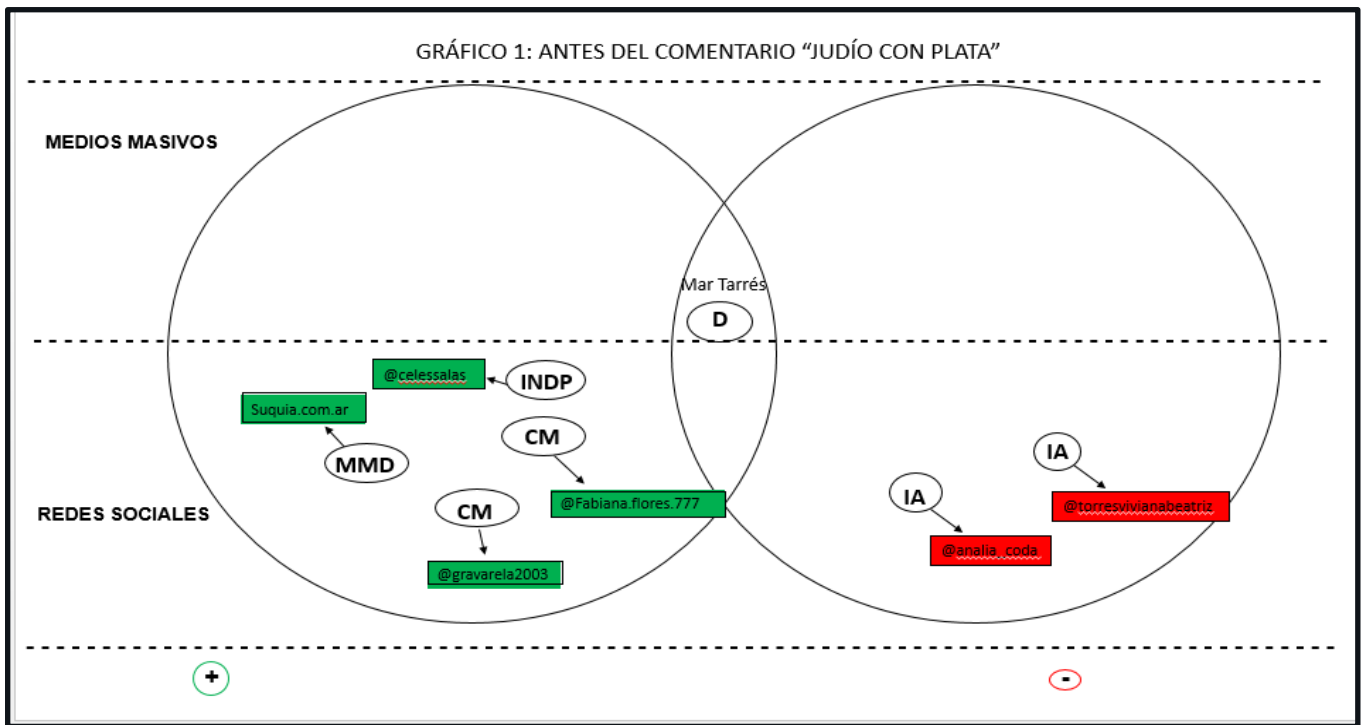 GRÁFICO 1: ANTES DEL COMENTARIO “JUDÍO CON PLATA”
MEDIOS MASIVOS
Mar Tarrés
D
@celessalas
INDP
Suquia.com.ar
CM
MMD
IA
IA
@Fabiana.flores.777
@torresvivianabeatriz
CM
REDES SOCIALES
@analia_coda
@gravarela2003
+
-